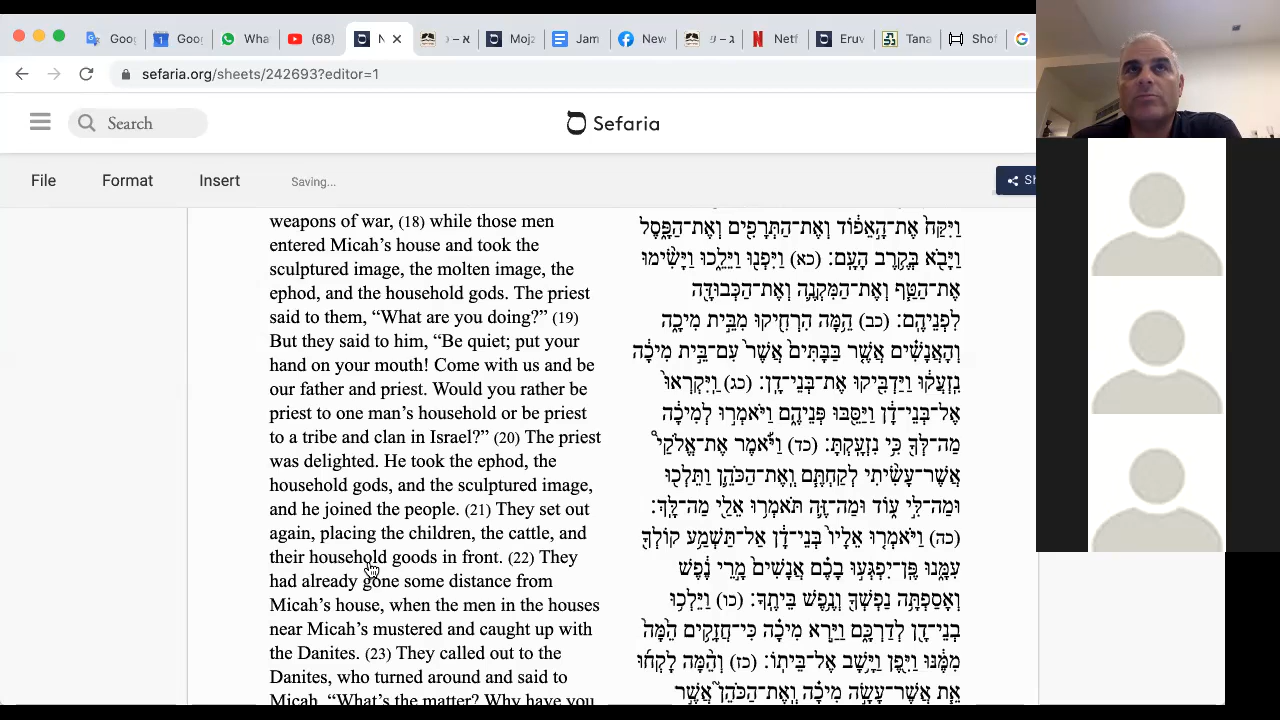 Goo
Goo
Wha
(68)
N
א – נ
Moj
Jam
New
ג – ע
Netf
Eruv
Tana
Shof
sefaria.org/sheets/242693?editor=1
Search
Sefaria
File
Format
Insert
Saving...
Sh
weapons of war, (18) while those men
entered Micah’s house and took the
sculptured image, the molten image, the
ephod, and the household gods. The priest
said to them, “What are you doing?” (19)
But they said to him, “Be quiet; put your
hand on your mouth! Come with us and be
our father and priest. Would you rather be
priest to one man’s household or be priest
to a tribe and clan in Israel?” (20) The priest
was delighted. He took the ephod, the
household gods, and the sculptured image,
and he joined the people. (21) They set out
again, placing the children, the cattle, and
their household goods in front. (22) They
had already gone some distance from
Micah’s house, when the men in the houses
near Micah’s mustered and caught up with
the Danites. (23) They called out to the
Danites, who turned around and said to
Micah, “What’s the matter? Why have you
וַיִּקַּח֙ אֶת־הָ֣אֵפ֔וֹד וְאֶת־הַתְּרָפִ֖ים וְאֶת־הַפָּ֑סֶל
וַיָּבֹ֖א בְּקֶ֥רֶב הָעָֽם׃ (כא) וַיִּפְנ֖וּ וַיֵּלֵ֑כוּ וַיָּשִׂ֨ימוּ
אֶת־הַטַּ֧ף וְאֶת־הַמִּקְנֶ֛ה וְאֶת־הַכְּבוּדָּ֖ה
לִפְנֵיהֶֽם׃ (כב) הֵ֥מָּה הִרְחִ֖יקוּ מִבֵּ֣ית מִיכָ֑ה
וְהָאֲנָשִׁ֗ים אֲשֶׁ֤ר בַּבָּתִּים֙ אֲשֶׁר֙ עִם־בֵּ֣ית מִיכָ֔ה
נִֽזְעֲק֔וּ וַיַּדְבִּ֖יקוּ אֶת־בְּנֵי־דָֽן׃ (כג) וַֽיִּקְרְאוּ֙
אֶל־בְּנֵי־דָ֔ן וַיַּסֵּ֖בּוּ פְּנֵיהֶ֑ם וַיֹּאמְר֣וּ לְמִיכָ֔ה
מַה־לְּךָ֖ כִּ֥י נִזְעָֽקְתָּ׃ (כד) וַיֹּ֡אמֶר אֶת־אֱלֹקַי֩
אֲשֶׁר־עָשִׂ֨יתִי לְקַחְתֶּ֧ם וְֽאֶת־הַכֹּהֵ֛ן וַתֵּלְכ֖וּ
וּמַה־לִּ֣י ע֑וֹד וּמַה־זֶּ֛ה תֹּאמְר֥וּ אֵלַ֖י מַה־לָּֽךְ׃
(כה) וַיֹּאמְר֤וּ אֵלָיו֙ בְּנֵי־דָ֔ן אַל־תַּשְׁמַ֥ע קוֹלְךָ֖
עִמָּ֑נוּ פֶּֽן־יִפְגְּע֣וּ בָכֶ֗ם אֲנָשִׁים֙ מָ֣רֵי נֶ֔פֶשׁ
וְאָסַפְתָּ֥ה נַפְשְׁךָ֖ וְנֶ֥פֶשׁ בֵּיתֶֽךָ׃ (כו) וַיֵּלְכ֥וּ
בְנֵי־דָ֖ן לְדַרְכָּ֑ם וַיַּ֣רְא מִיכָ֗ה כִּי־חֲזָקִ֥ים הֵ֙מָּה֙
מִמֶּ֔נּוּ וַיִּ֖פֶן וַיָּ֥שָׁב אֶל־בֵּיתֽוֹ׃ (כז) וְהֵ֨מָּה לָקְח֜וּ
אֵ֧ת אֲשֶׁר־עָשָׂ֣ה מִיכָ֗ה וְֽאֶת־הַכֹּהֵן֮ אֲשֶׁ֣ר